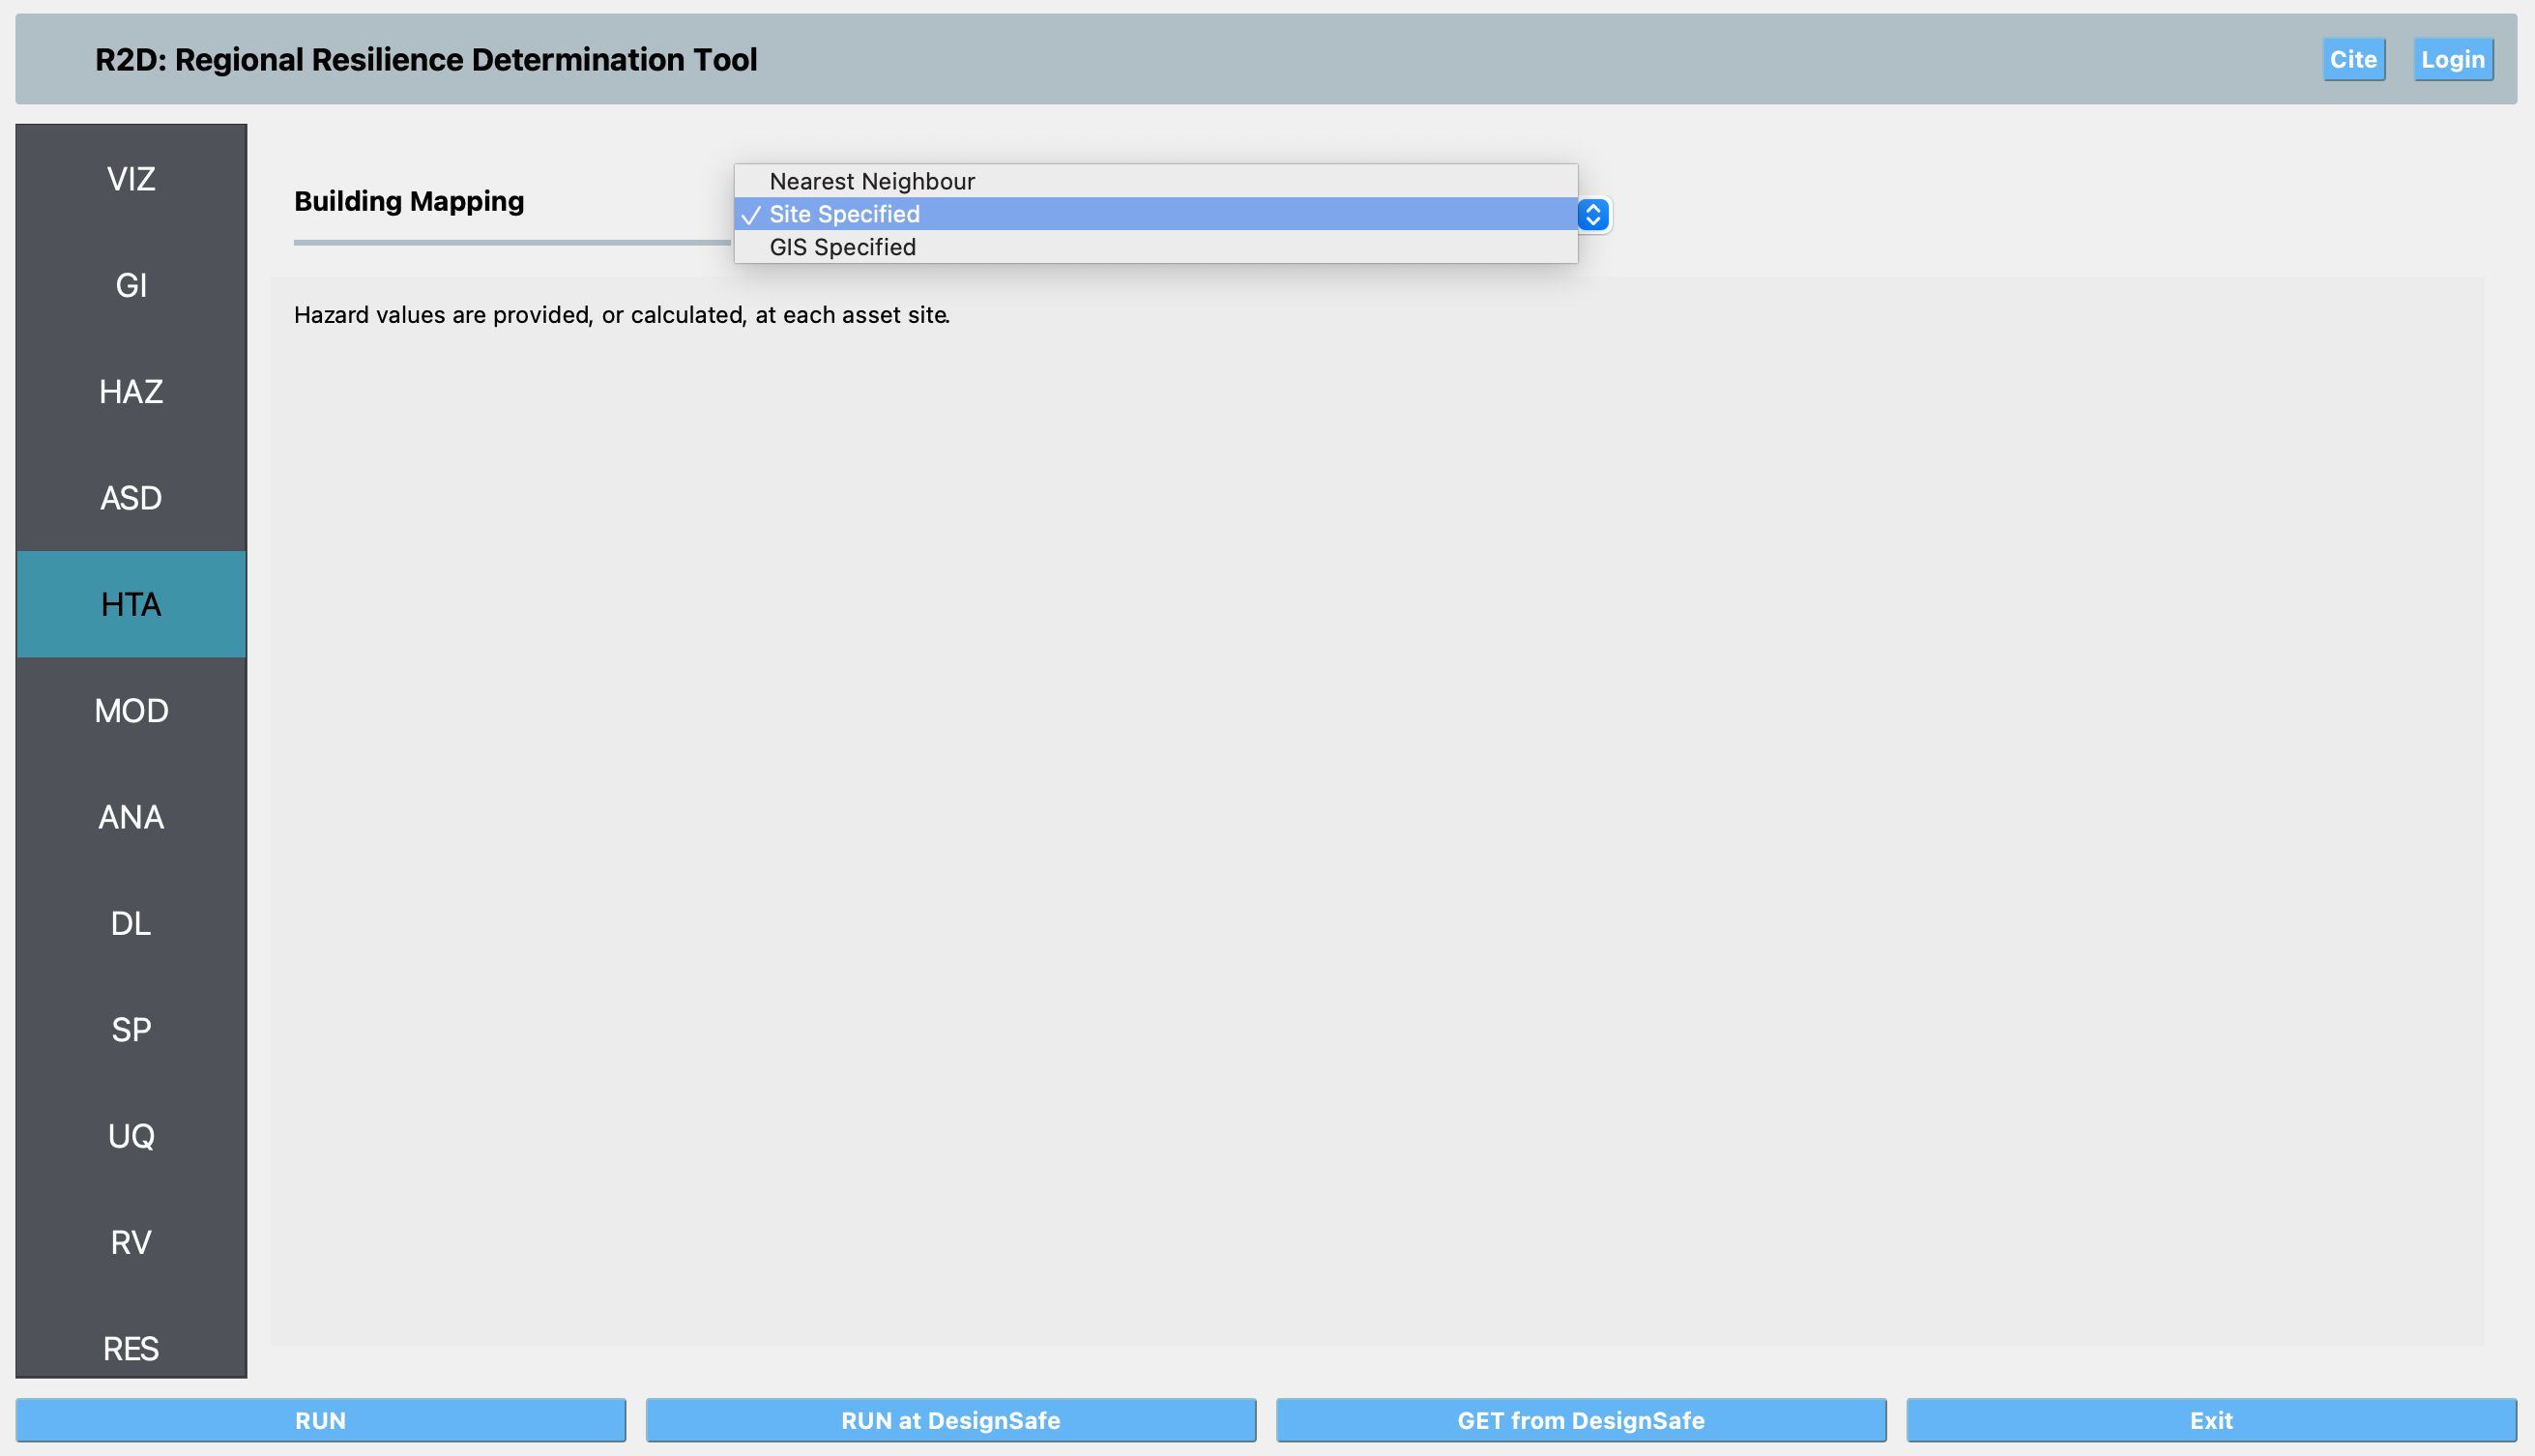 R2D: Regional Resilience Determination Tool
Cite
Login
VIZ
GI
HAZ
ASD
HTA
MOD
ANA
DL
SP
UQ
RV
RES
Building Mapping
Nearest Neighbour
✓ Site Specified
GIS Specified
Hazard values are provided, or calculated, at each asset site.
RUN
RUN at DesignSafe
GET from DesignSafe
Exit